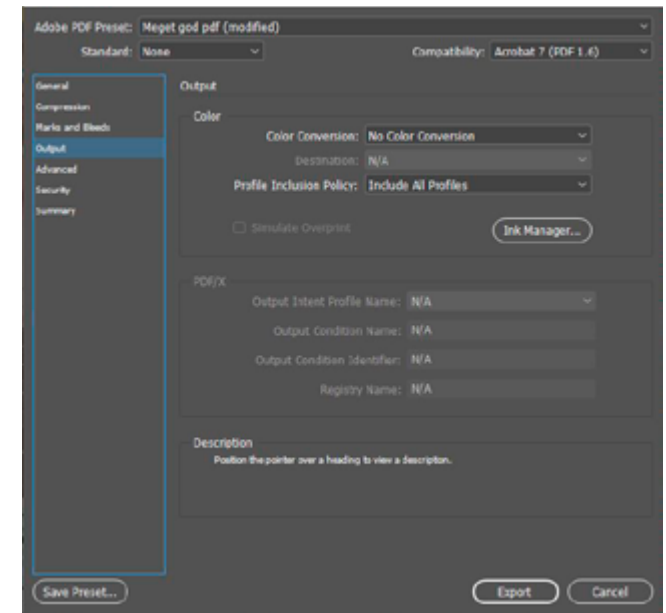 Adobe PDF Preset: Meget god pdf (modified)
Standard: None Compatibility: Acrobat 7 (PDF 1.6)
General
Compression
Marks and Bleeds
Output
Advanced
Security
Summary
Output
Color
Color Conversion: No Color Conversion
Destination: N/A
Profile Inclusion Policy: Include All Profiles
Simulate Overprint Ink Manager...
PDF/X
Output Intent Profile Name: N/A
Output Condition Name: N/A
Output Condition Identifier: N/A
Registry Name: N/A
Description
Position the pointer over a heading to view a description.
Save Preset... Export Cancel